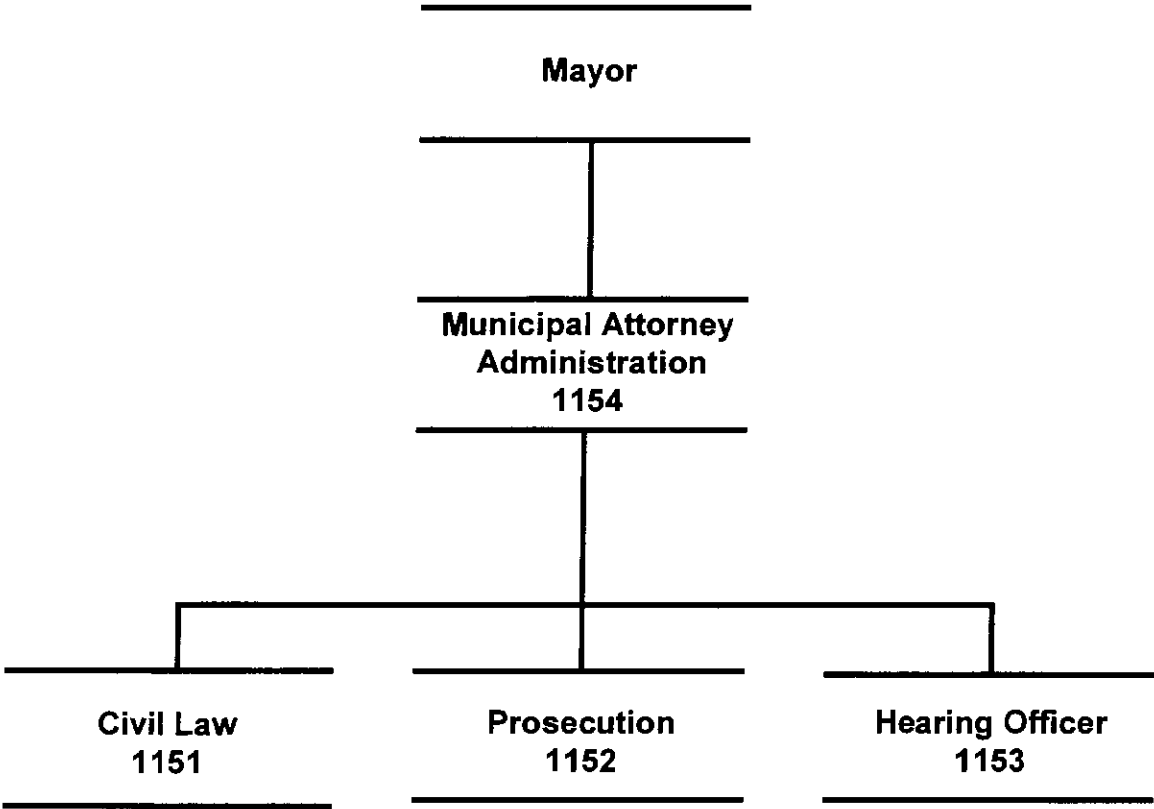 Mayor
Municipal Attorney
Administration
1154
Civil Law
1151
Prosecution
1152
Hearing Officer
1153